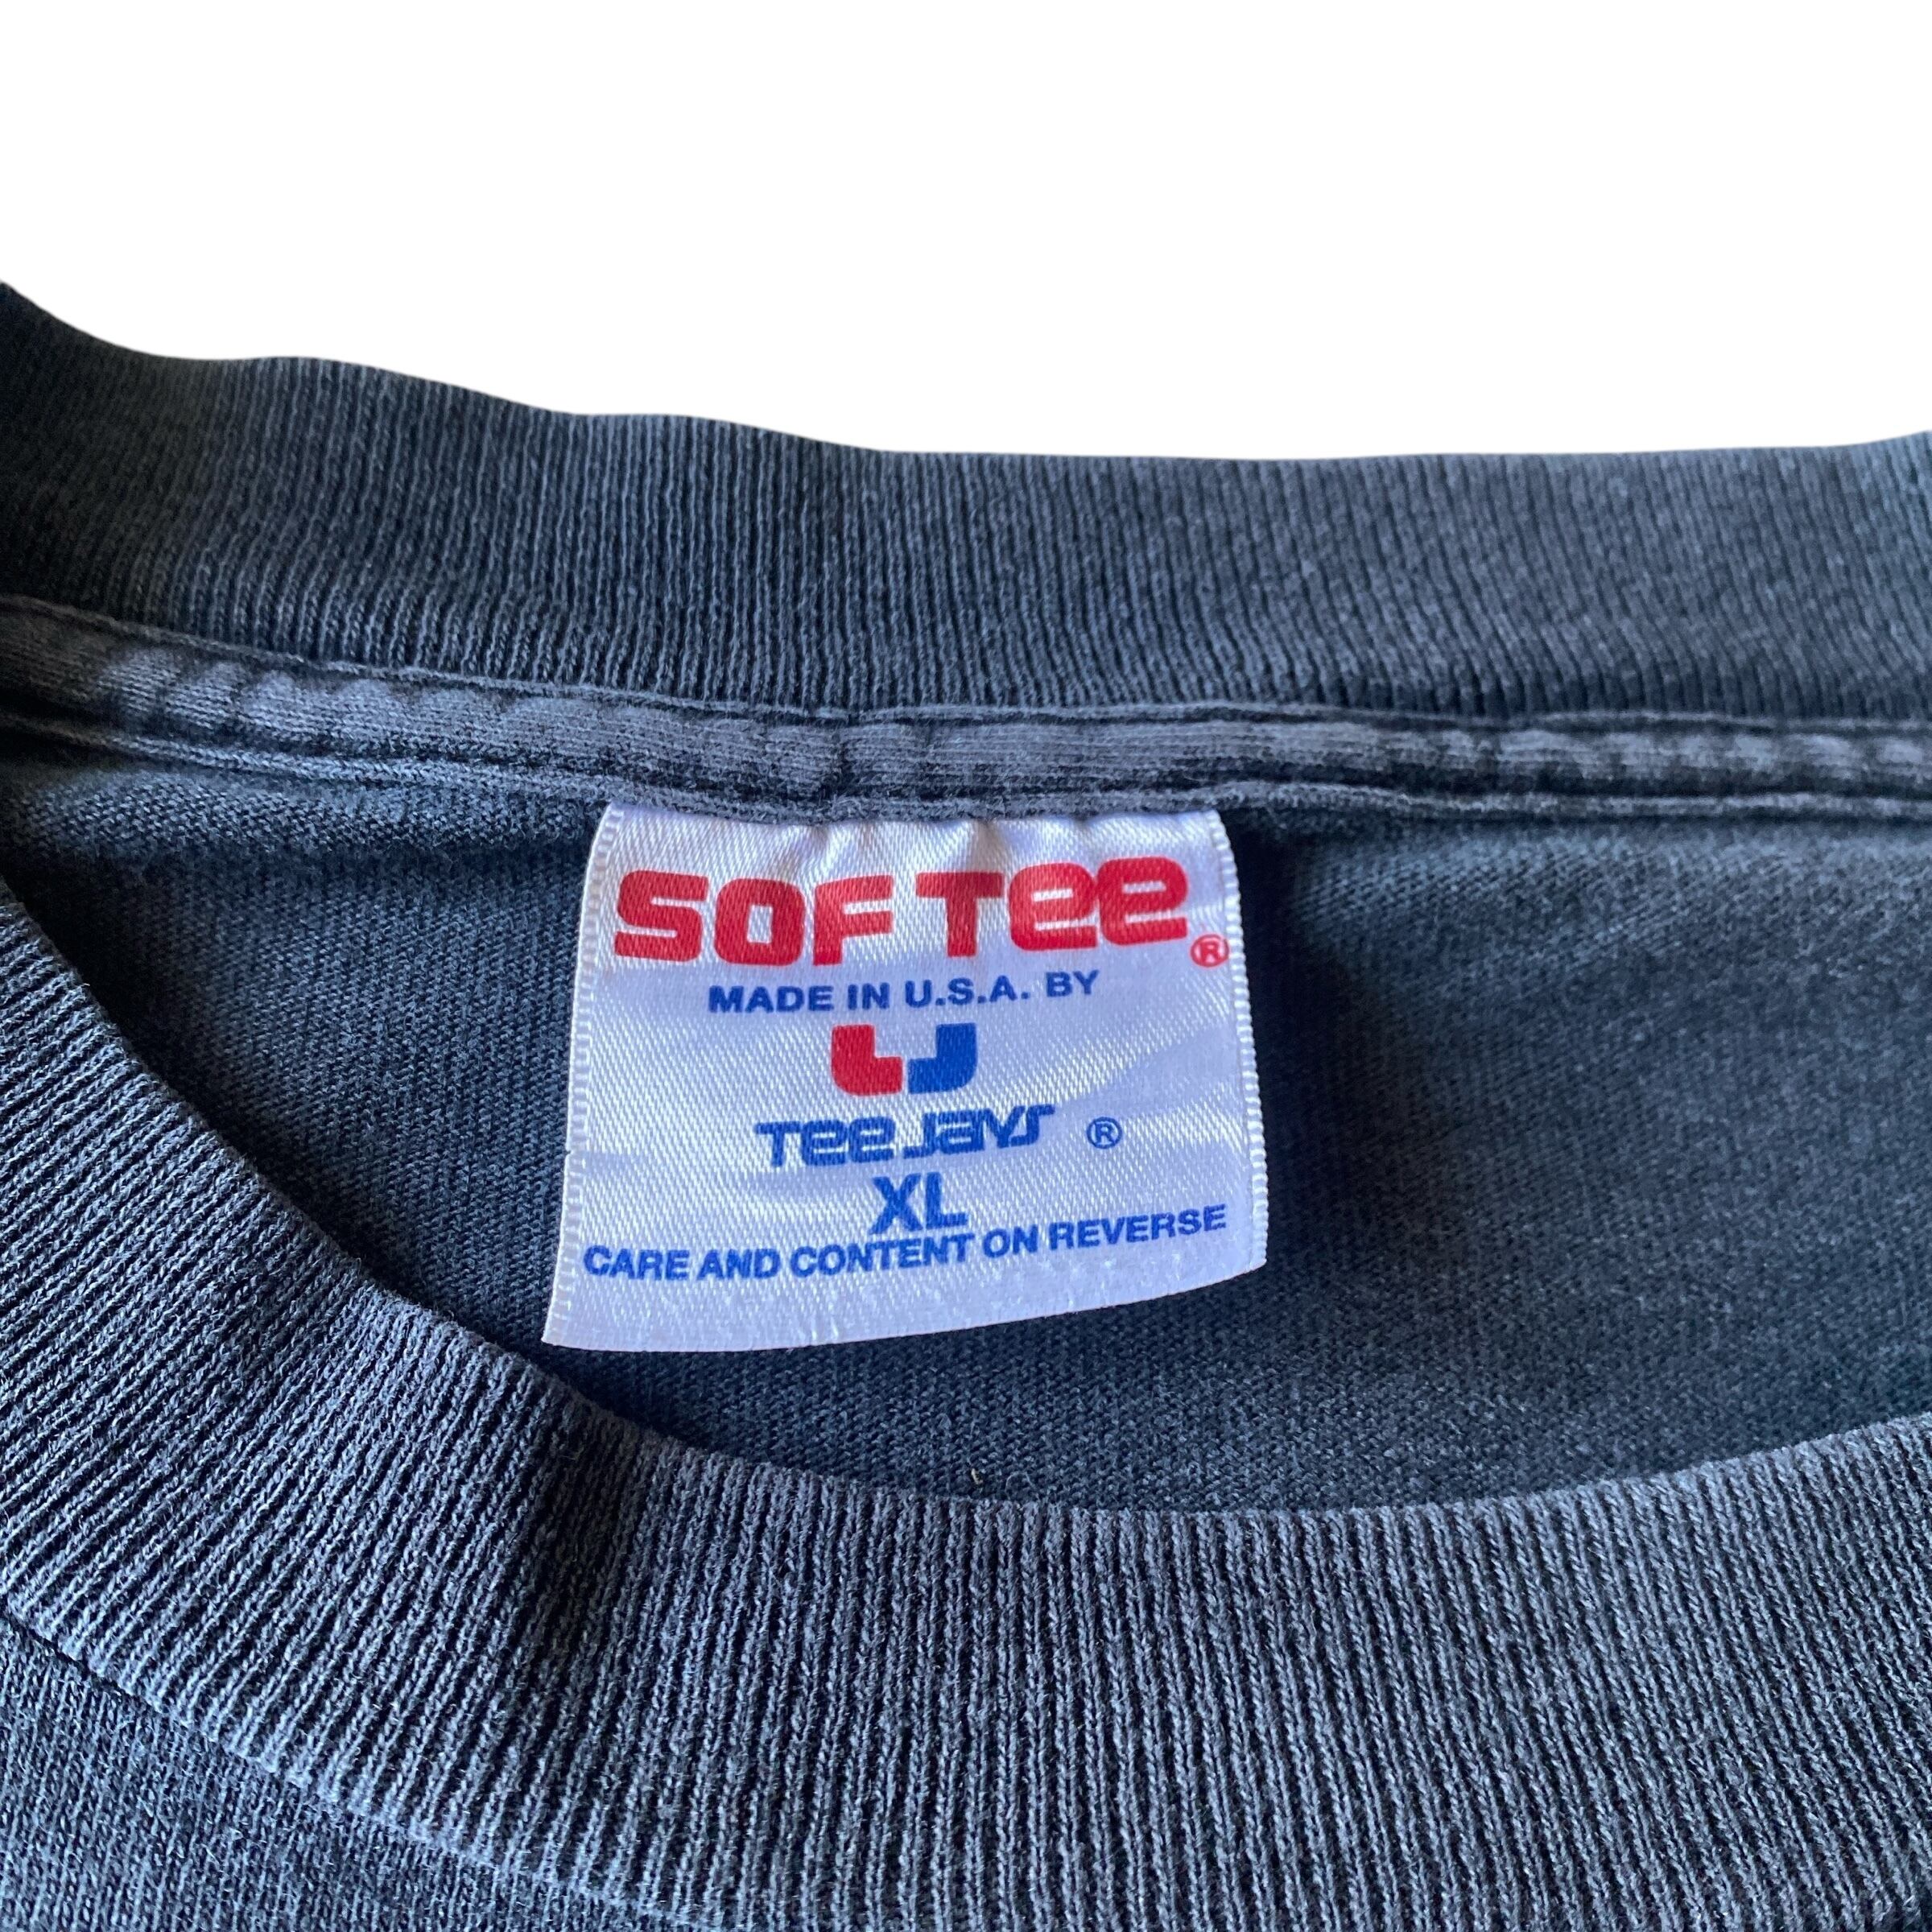 SOF TEE ®
MADE IN U.S.A. BY
TEE JAYS ®
XL
CARE AND CONTENT ON REVERSE